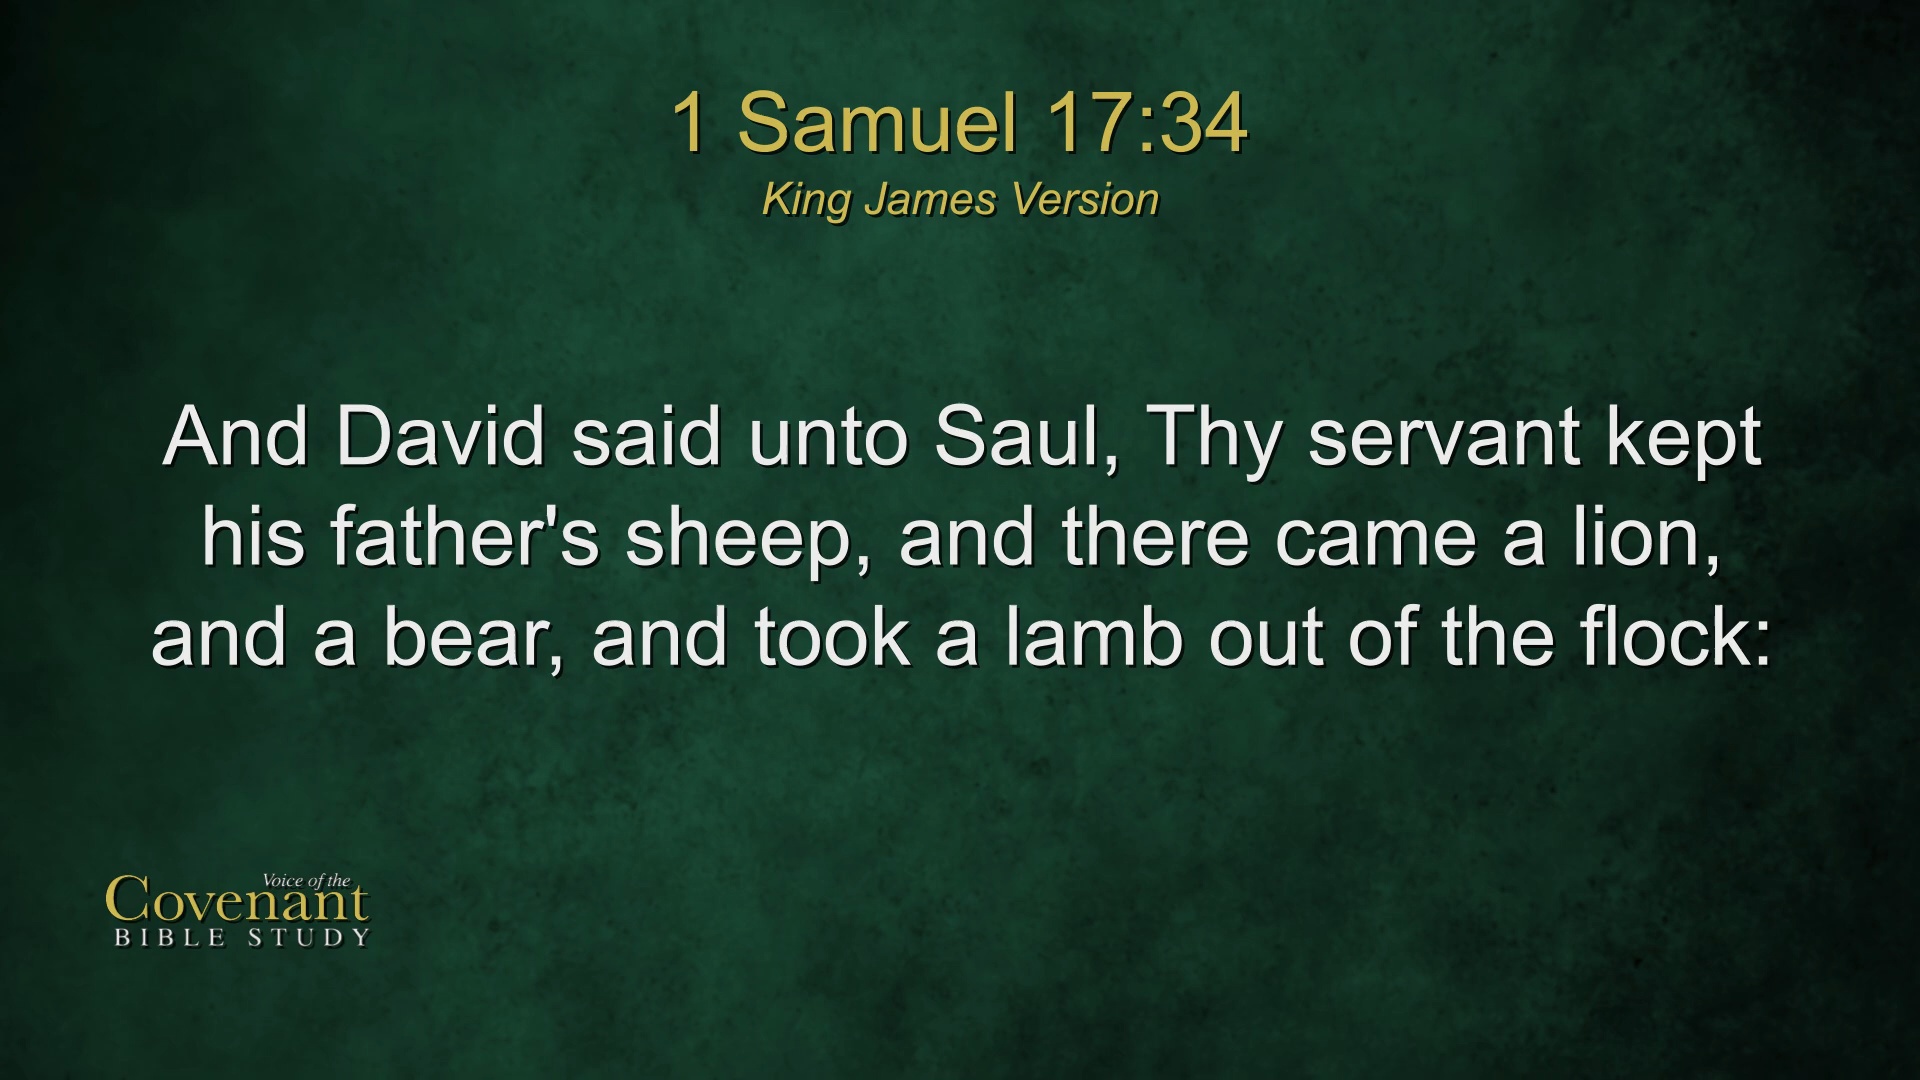 1 Samuel 17:34
King James Version
And David said unto Saul, Thy servant kept
his father's sheep, and there came a lion,
and a bear, and took a lamb out of the flock:
Voice of the
Covenant
BIBLE STUDY